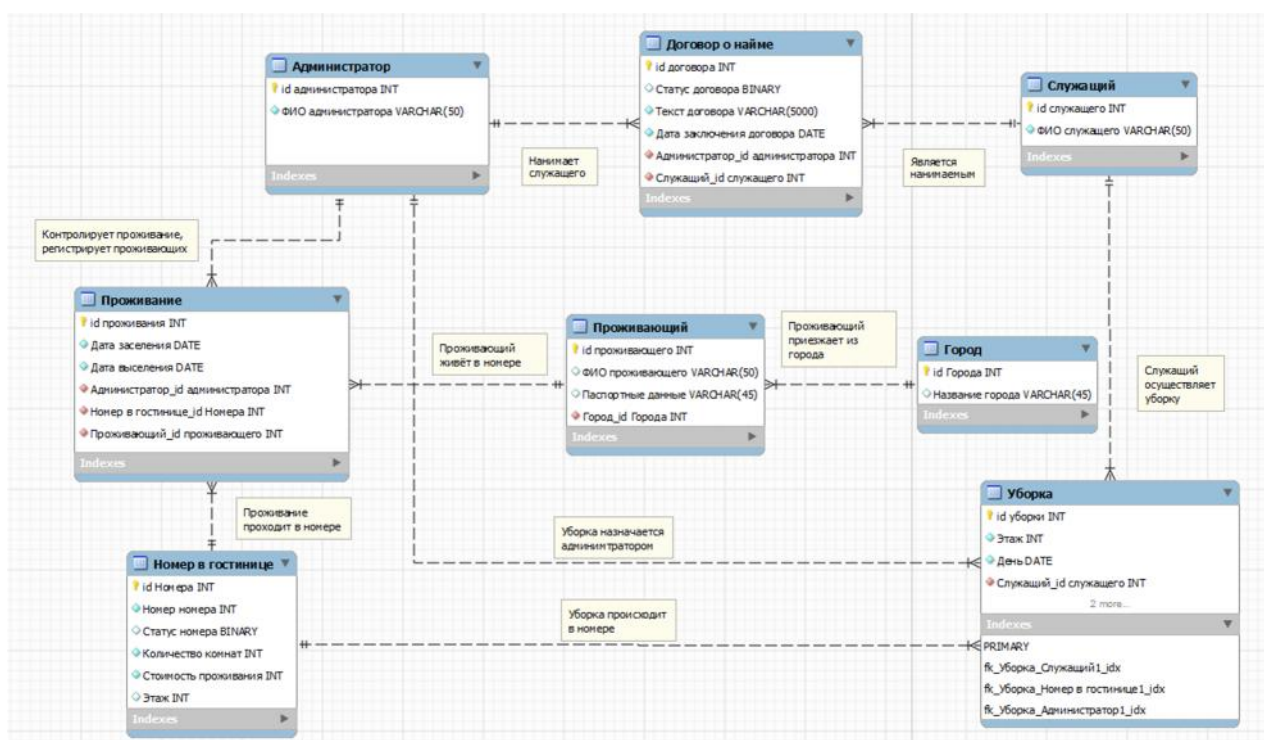 Администратор
id администратора INT
ФИО администратора VARCHAR(50)
Indexes
Договор о найме
id договора INT
Статус договора BINARY
Текст договора VARCHAR(5000)
Дата заключения договора DATE
Администратор_id администратора INT
Служащий_id служащего INT
Indexes
Служащий
id служащего INT
ФИО служащего VARCHAR(50)
Indexes
Нанимает
служащего
Является
нанимаемым
Контролирует проживание,
регистрирует проживающих
Проживание
id проживания INT
Дата заселения DATE
Дата выселения DATE
Администратор_id администратора INT
Номер в гостинице_id Номера INT
Проживающий_id проживающего INT
Indexes
Проживающий
живёт в номере
Проживающий
id проживающего INT
ФИО проживающего VARCHAR(50)
Паспортные данные VARCHAR(45)
Город_id Города INT
Indexes
Проживающий
приезжает из
города
Город
id Города INT
Название города VARCHAR(45)
Indexes
Служащий
осуществляет
уборку
Проживание
проходит в номере
Номер в гостинице
id Номера INT
Номер номера INT
Статус номера BINARY
Количество комнат INT
Стоимость проживания INT
Этаж INT
Indexes
Уборка назначается
админинтратором
Уборка происходит
в номере
Уборка
id уборки INT
Этаж INT
День DATE
Служащий_id служащего INT
2 more...
Indexes
PRIMARY
fk_Уборка_Служащий1_idx
fk_Уборка_Номер в гостинице1_idx
fk_Уборка_Администратор1_idx